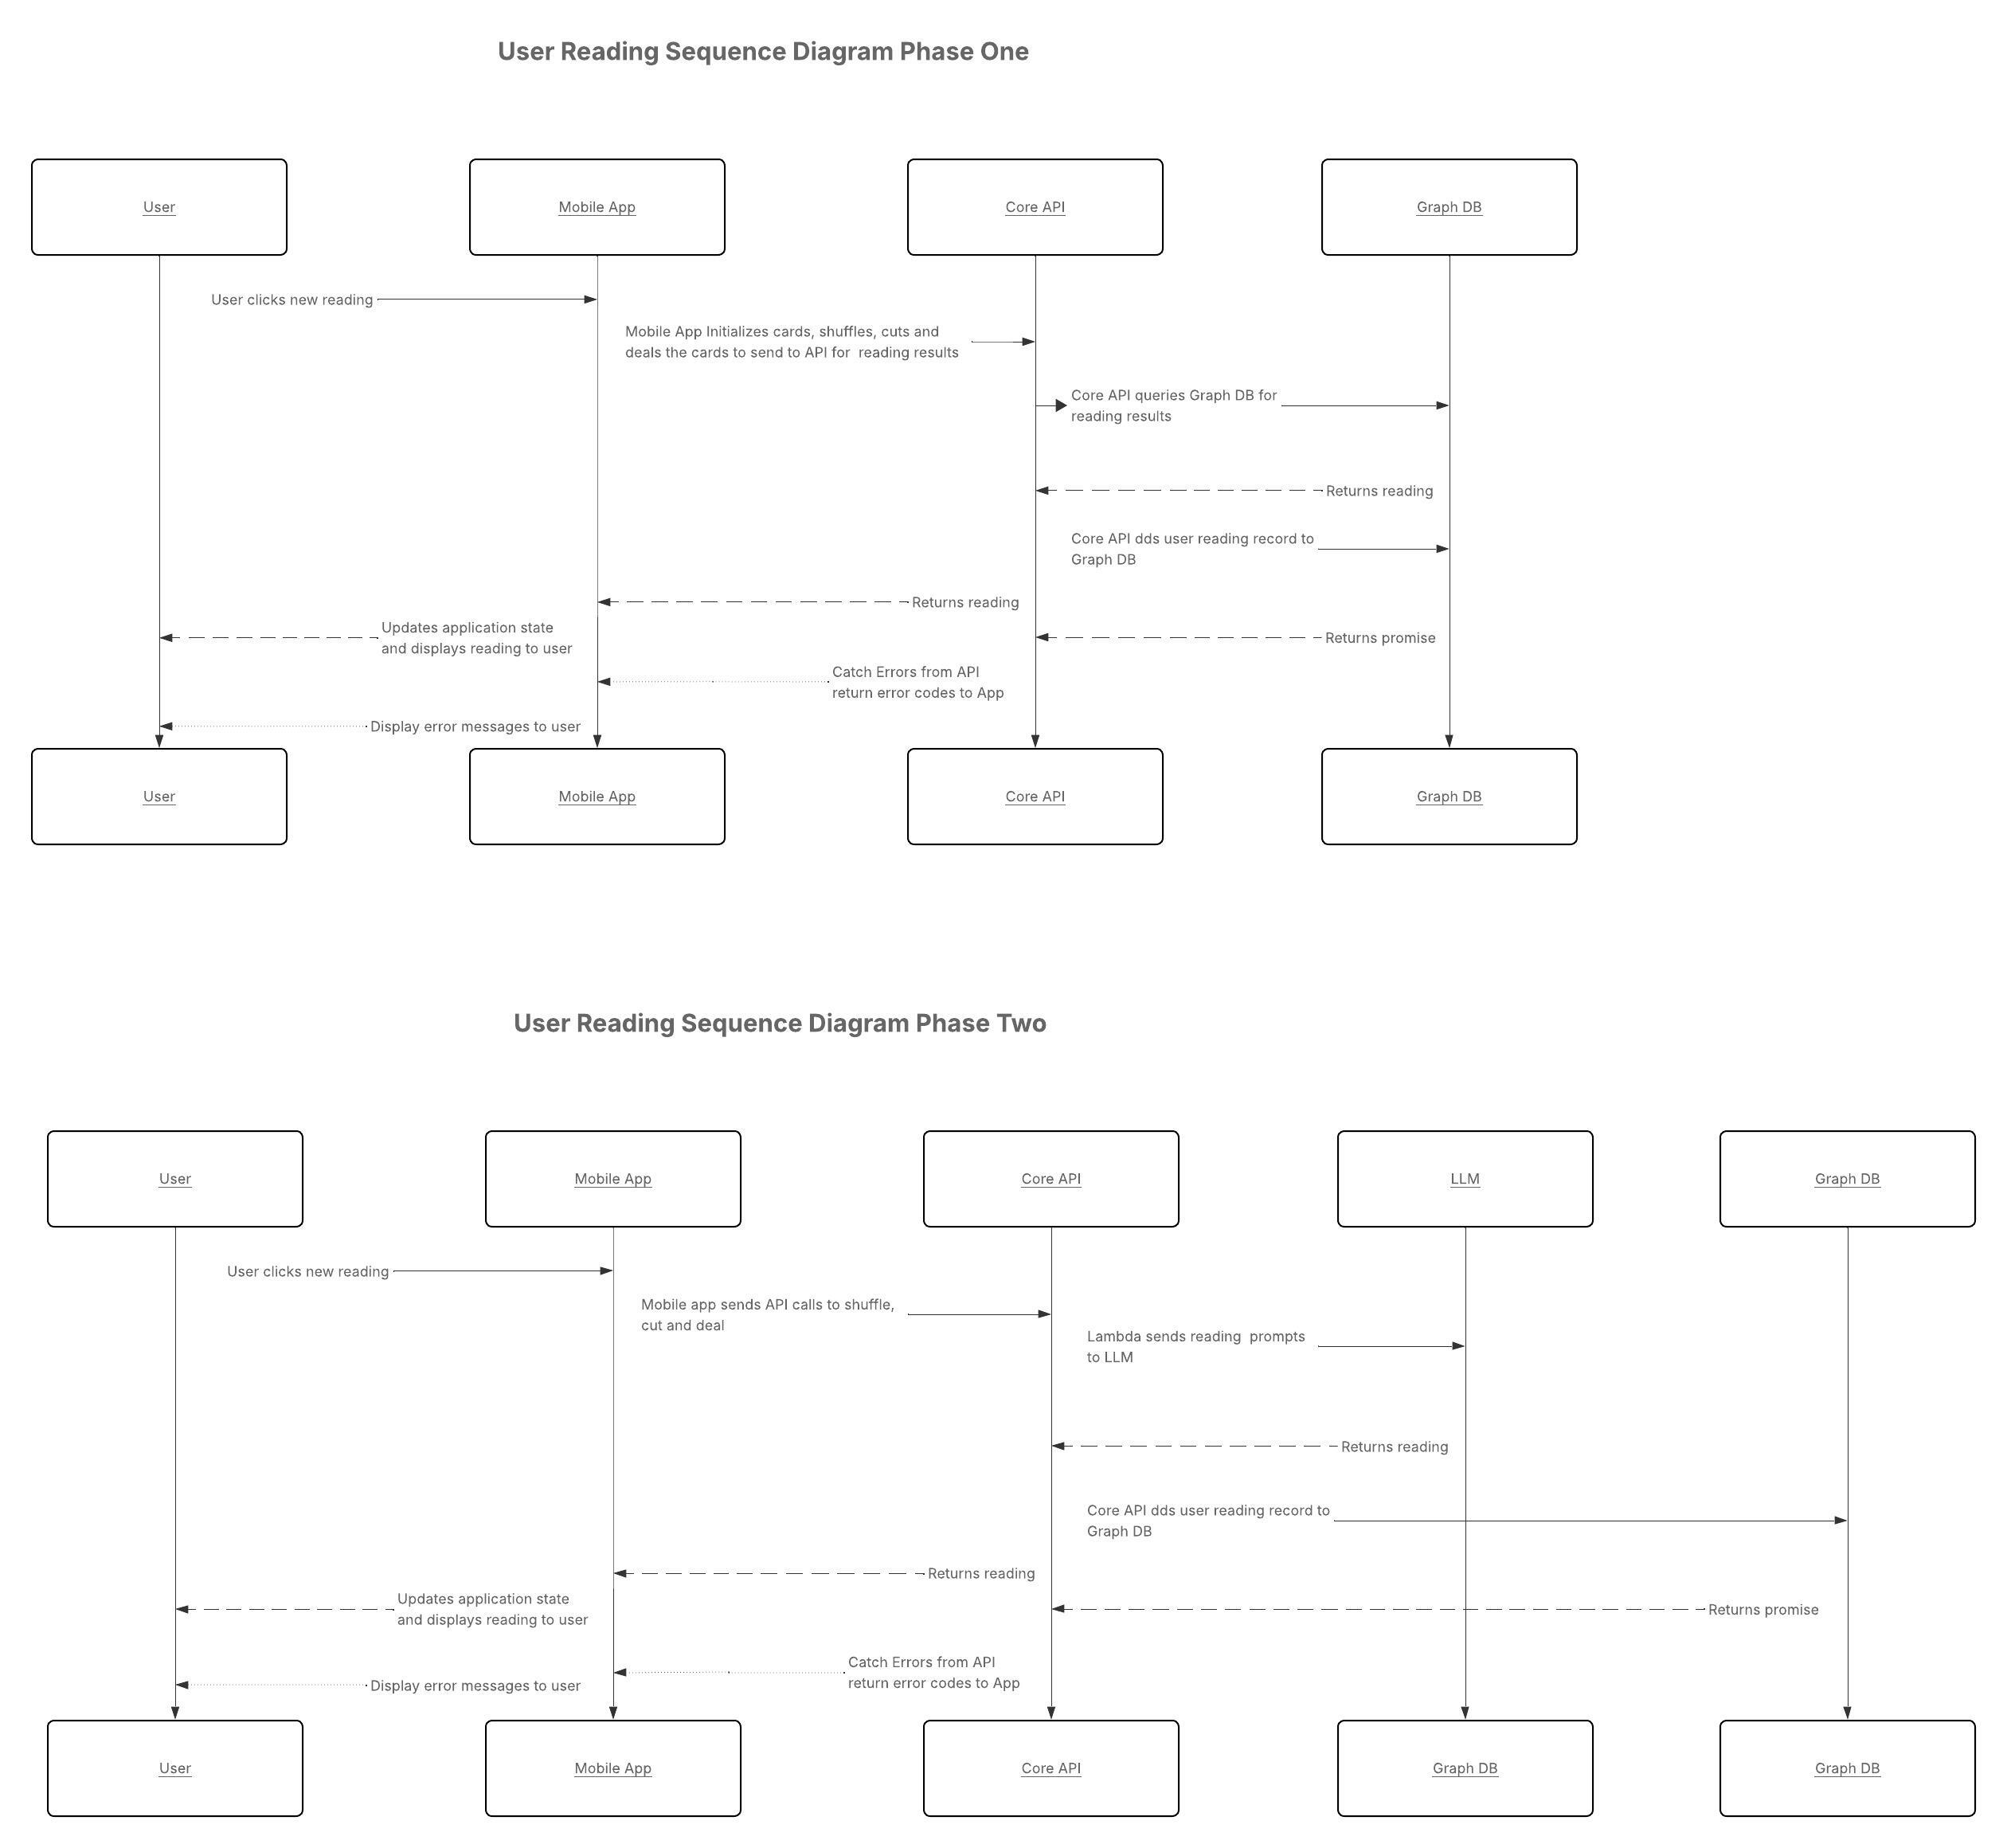 User Reading Sequence Diagram Phase One
User
Mobile App
Core API
Graph DB
User clicks new reading
Mobile App Initializes cards, shuffles, cuts and
deals the cards to send to API for  reading results
Core API queries Graph DB for
reading results
Returns reading
Core API dds user reading record to
Graph DB
Returns reading
Updates application state
and displays reading to user
Returns promise
Catch Errors from API
return error codes to App
Display error messages to user
User
Mobile App
Core API
Graph DB
User Reading Sequence Diagram Phase Two
User
Mobile App
Core API
LLM
Graph DB
User clicks new reading
Mobile app sends API calls to shuffle,
cut and deal
Lambda sends reading  prompts
to LLM
Returns reading
Core API dds user reading record to
Graph DB
Returns reading
Updates application state
and displays reading to user
Returns promise
Catch Errors from API
return error codes to App
Display error messages to user
User
Mobile App
Core API
Graph DB
Graph DB